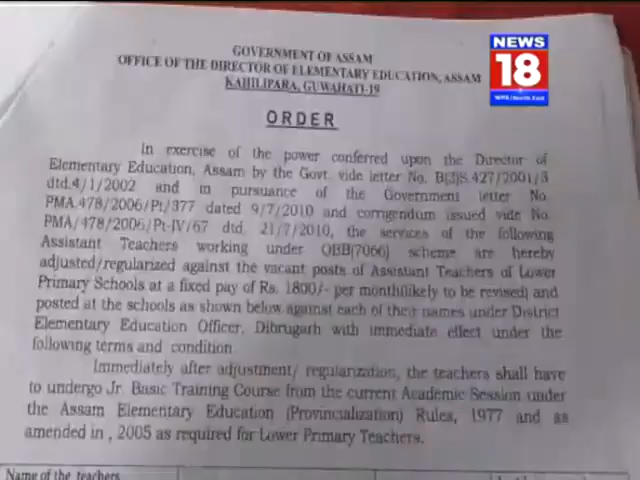 GOVERNMENT OF ASSAM
OFFICE OF THE DIRECTOR OF ELEMENTARY EDUCATION, ASSAM
KAHILIPARA, GUWAHATI-19
NEWS
18
ORDER
In exercise of the power conferred upon the Director of
Elementary Education, Assam by the Govt. vide letter No. B(3)S.427/2001/3
dtd.4/1/2002 and in pursuance of the Government letter No.
PMA.478/2006/Pt/377 dated 9/7/2010 and corrigendum issued vide No.
PMA/478/2006/Pt-IV/67 dtd. 21/7/2010, the services of the following
Assistant Teachers working under OBB(7066) scheme are hereby
adjusted/regularized against the vacant posts of Assistant Teachers of Lower
Primary Schools at a fixed pay of Rs. 1800/- per month(likely to be revised) and
posted at the schools as shown below against each of their names under District
Elementary Education Officer, Dibrugarh with immediate effect under the
following terms and condition
Immediately after adjustment/ regularization, the teachers shall have
to undergo Jr. Basic Training Course from the current Academic Session under
the Assam Elementary Education (Provincialization) Rules, 1977 and as
amended in , 2005 as required for Lower Primary Teachers.
Name of the teachers